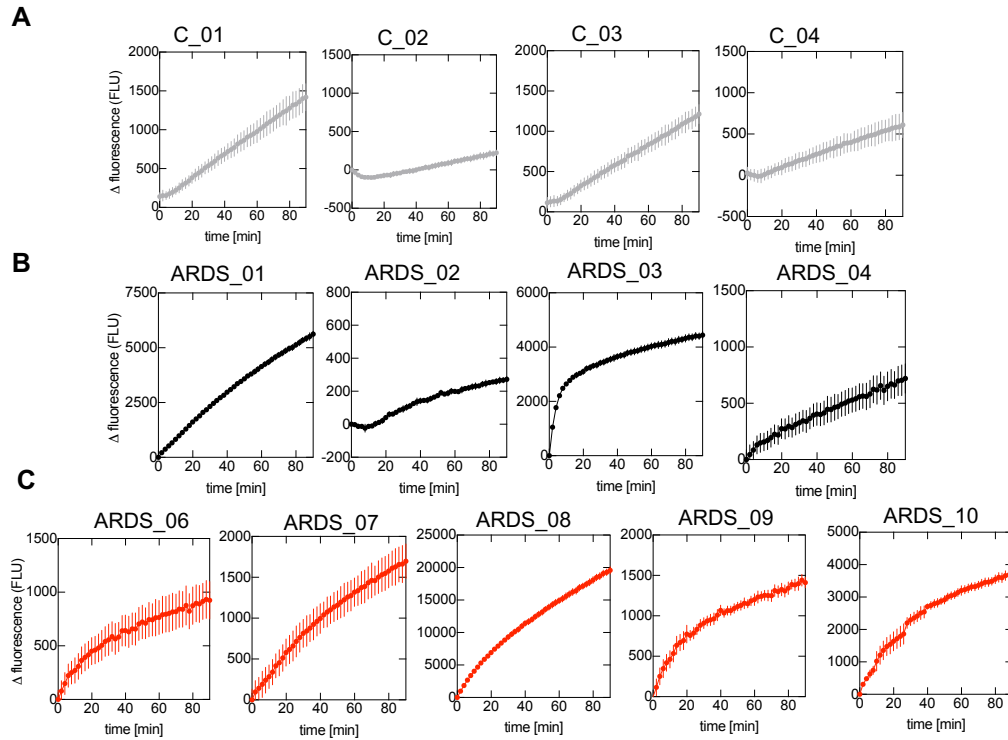 A
C_01
C_02
C_03
C_04
Δ fluorescence (FLU)
2000
1500
1000
500
0
0 20 40 60 80
time [min]
1500
1000
500
0
-500
0 20 40 60 80
time [min]
2000
1500
1000
500
0
0 20 40 60 80
time [min]
1500
1000
500
0
-500
0 20 40 60 80
time [min]
B
ARDS_01
ARDS_02
ARDS_03
ARDS_04
Δ fluorescence (FLU)
7500
5000
2500
0
0 20 40 60 80
time [min]
800
600
400
200
0
-200
0 20 40 60 80
time [min]
6000
4000
2000
0
0 20 40 60 80
time [min]
1500
1000
500
0
0 20 40 60 80
time [min]
C
ARDS_06
ARDS_07
ARDS_08
ARDS_09
ARDS_10
Δ fluorescence (FLU)
1500
1000
500
0
0 20 40 60 80
time [min]
2000
1500
1000
500
0
0 20 40 60 80
time [min]
25000
20000
15000
10000
5000
0
0 20 40 60 80
time [min]
2000
1500
1000
500
0
0 20 40 60 80
time [min]
5000
4000
3000
2000
1000
0
0 20 40 60 80
time [min]